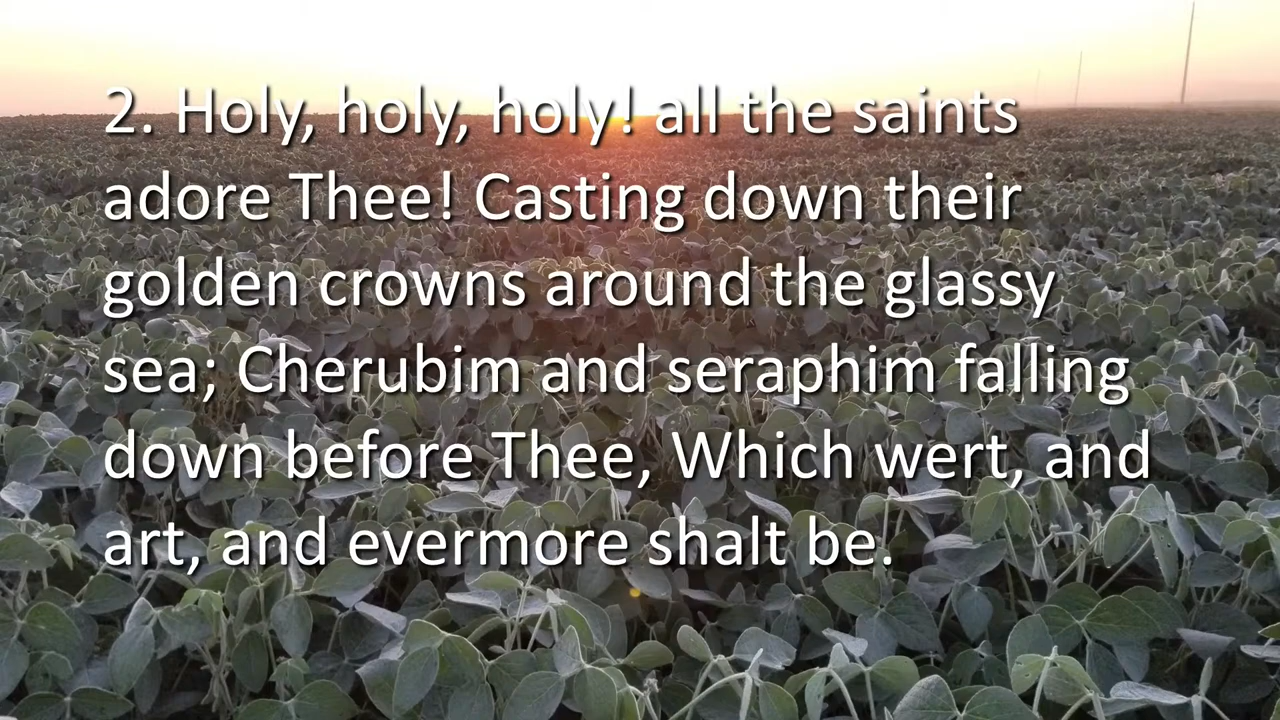 2. Holy, holy, holy! all the saints
adore Thee! Casting down their
golden crowns around the glassy
sea; Cherubim and seraphim falling
down before Thee, Which wert, and
art, and evermore shalt be.